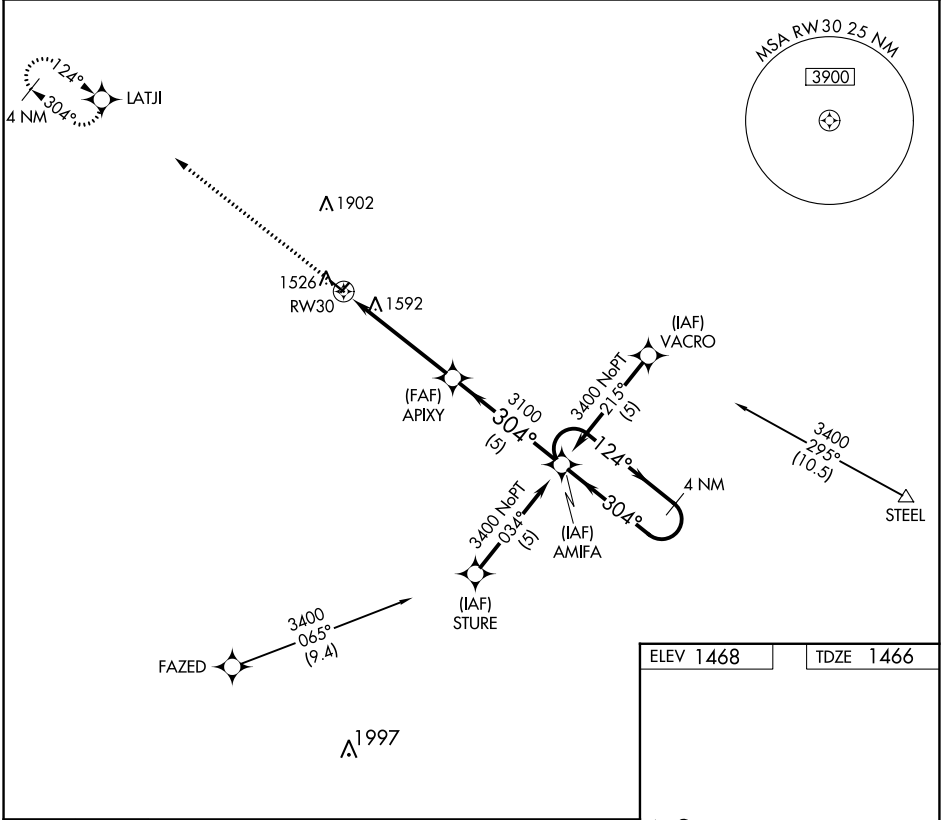 MSA RW30 25 NM
3900
124°
304°
4 NM
LATJI
1902
1526
RW30
1592
(IAF)
VACRO
3400 NoPT
215°
(5)
(FAF)
APIXY
3100
304°
(5)
124°
304°
4 NM
3400
295°
(10.5)
STEEL
(IAF)
AMIFA
3400 NoPT
034°
(5)
(IAF)
STURE
3400
065°
(9.4)
FAZED
1997
ELEV 1468
TDZE 1466